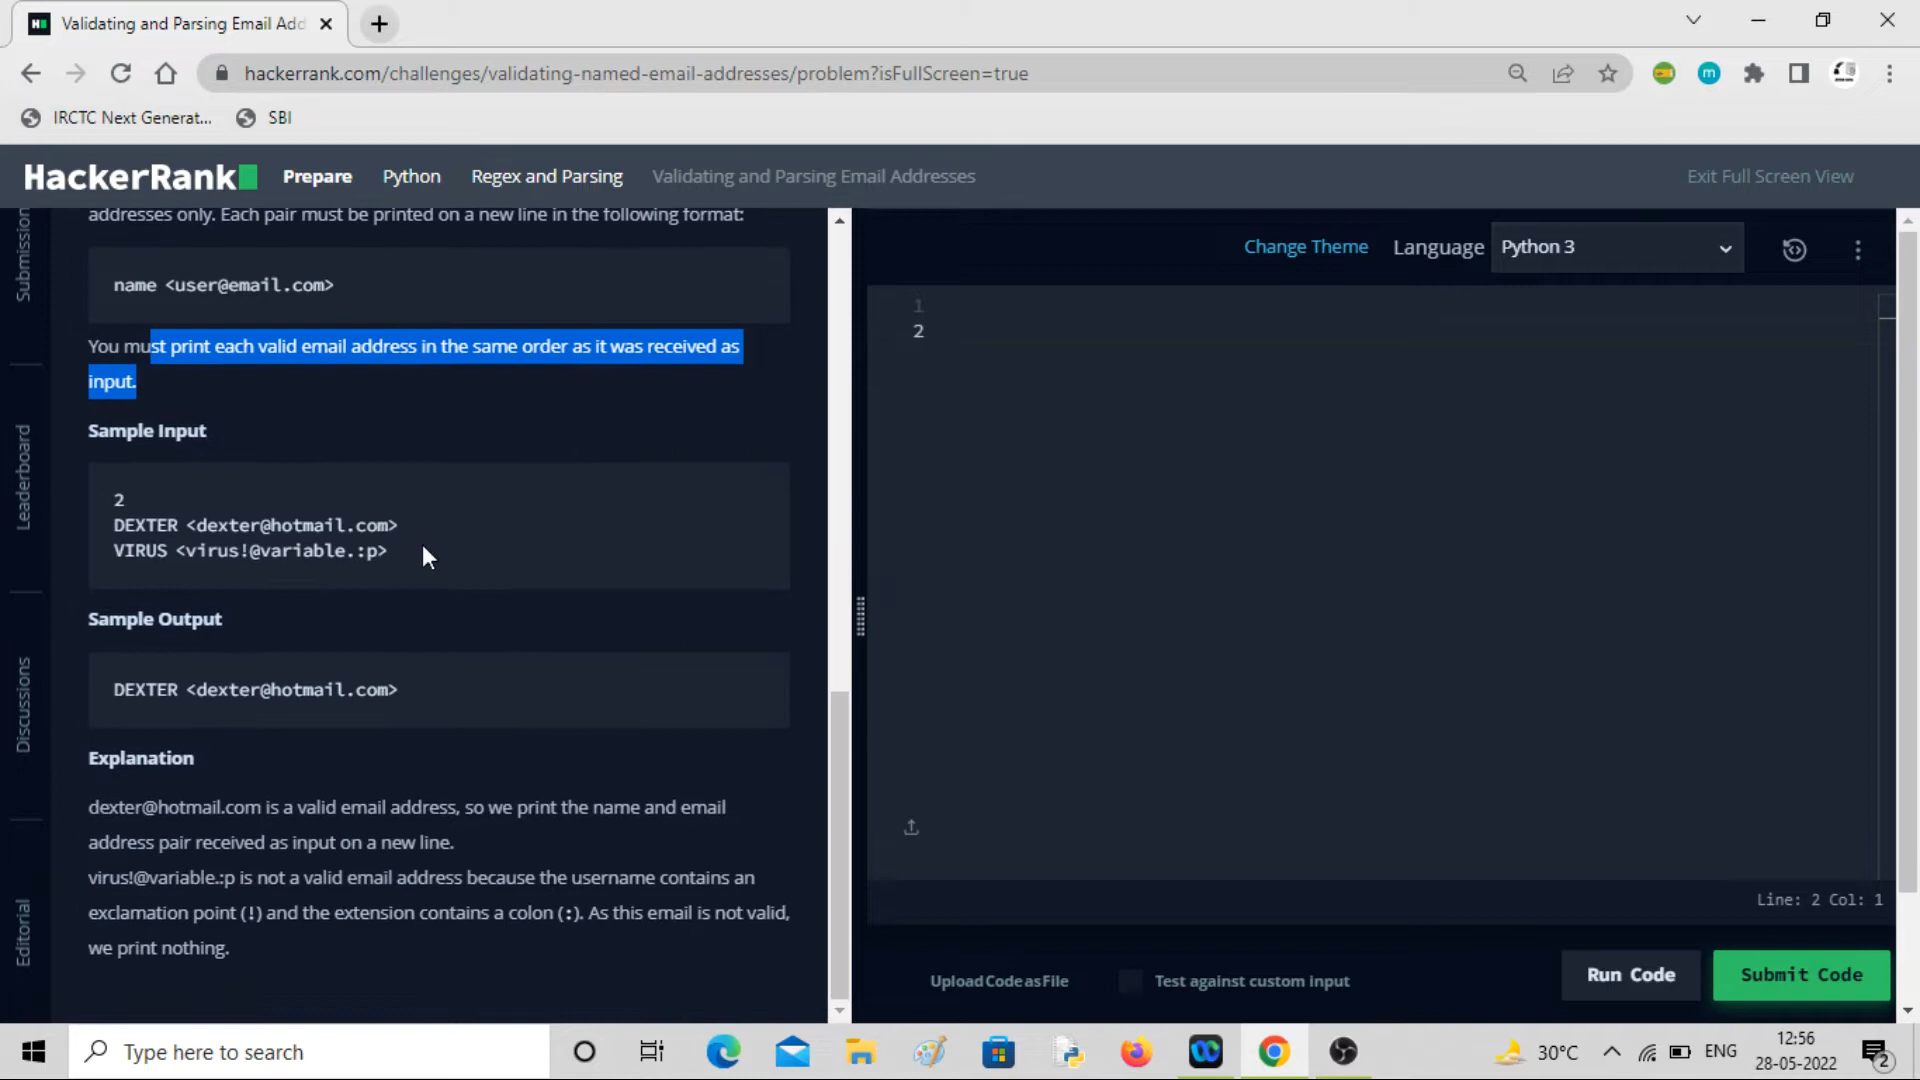 Validating and Parsing Email Add
hackerrank.com/challenges/validating-named-email-addresses/problem?isFullScreen=true
IRCTC Next Generat...
SBI
HackerRank
Prepare
Python
Regex and Parsing
Validating and Parsing Email Addresses
Exit Full Screen View
Submission
Leaderboard
Discussions
Editorial
addresses only. Each pair must be printed on a new line in the following format:
name <user@email.com>
You must print each valid email address in the same order as it was received as
input.
Sample Input
2
DEXTER <dexter@hotmail.com>
VIRUS <virus!@variable.:p>
Sample Output
DEXTER <dexter@hotmail.com>
Explanation
dexter@hotmail.com is a valid email address, so we print the name and email
address pair received as input on a new line.
virus!@variable.:p is not a valid email address because the username contains an
exclamation point (!) and the extension contains a colon (:). As this email is not valid,
we print nothing.
Change Theme
Language
Python 3
1
2
Line: 2 Col: 1
Upload Code as File
Test against custom input
Run Code
Submit Code
Type here to search
30°C
ENG
12:56
28-05-2022
2